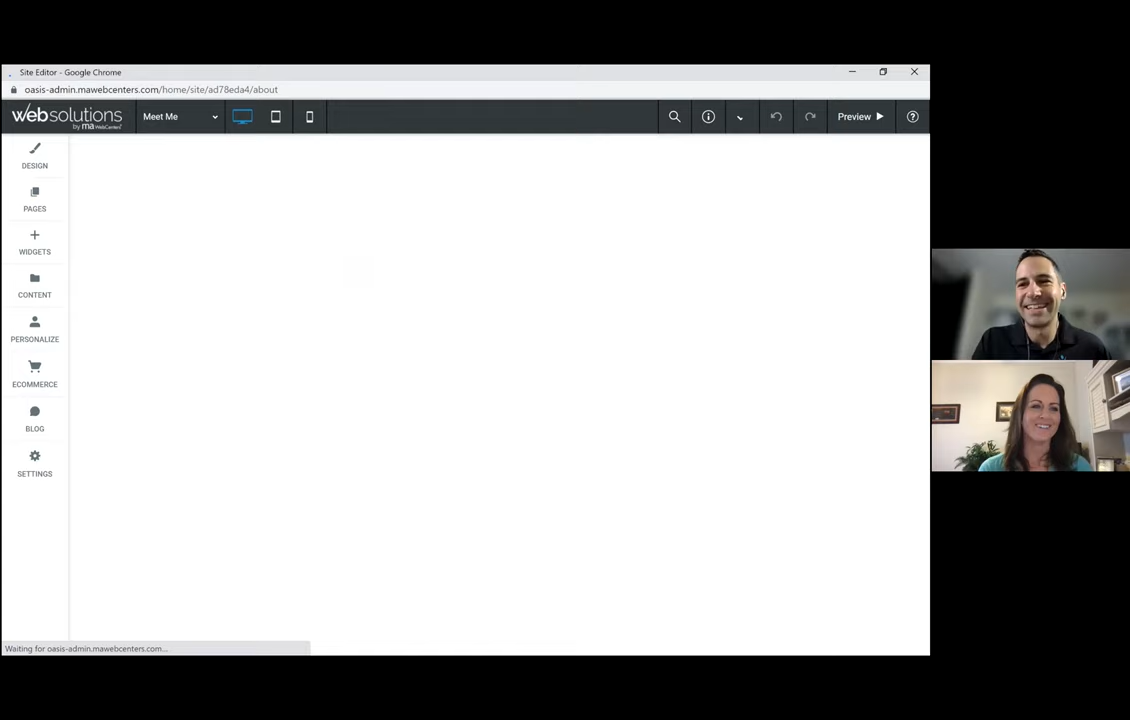 Site Editor - Google Chrome
oasis-admin.mawebcenters.com/home/site/ad78eda4/about
websolutions
by ma WebCenters
Meet Me
Preview
DESIGN
PAGES
WIDGETS
CONTENT
PERSONALIZE
ECOMMERCE
BLOG
SETTINGS
Waiting for oasis-admin.mawebcenters.com...